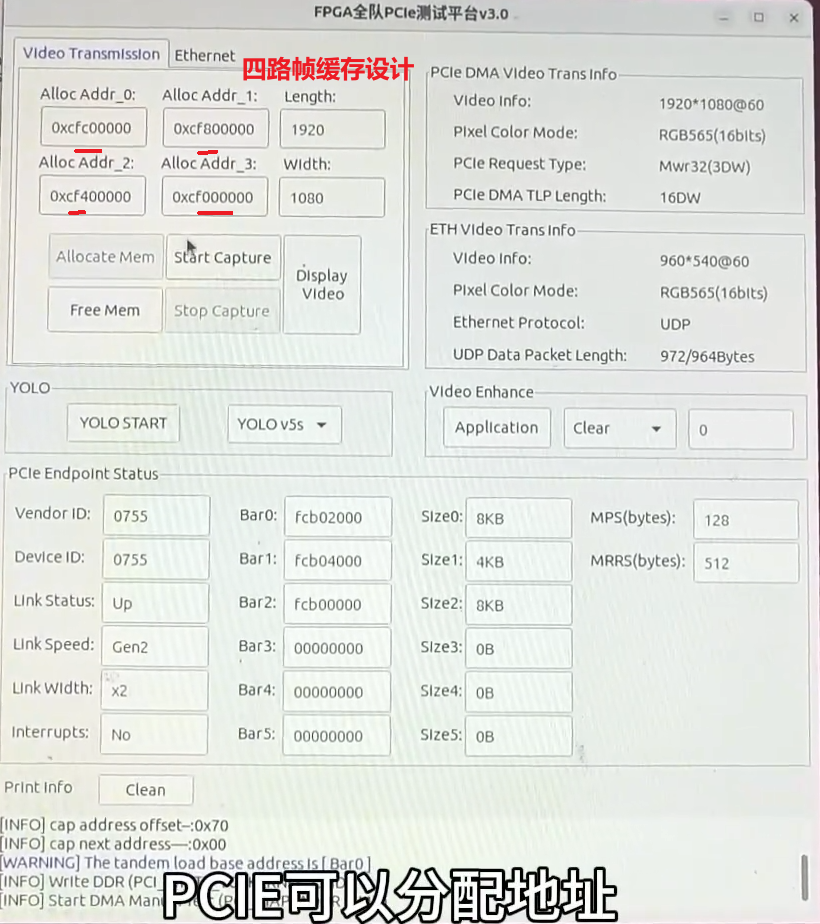 FPGA全队PCIe测试平台v3.0
Video Transmission Ethernet
四路帧缓存设计
Alloc Addr_0: Alloc Addr_1: Length:
0xcfc00000 0xcf800000 1920
Alloc Addr_2: Alloc Addr_3: Width:
0xcf400000 0xcf000000 1080
Allocate Mem Start Capture Display Video
Free Mem Stop Capture
PCIe DMA Video Trans Info
Video Info: 1920*1080@60
Pixel Color Mode: RGB565(16bits)
PCIe Request Type: Mwr32(3DW)
PCIe DMA TLP Length: 16DW
ETH Video Trans Info
Video Info: 960*540@60
Pixel Color Mode: RGB565(16bits)
Ethernet Protocol: UDP
UDP Data Packet Length: 972/964Bytes
YOLO
YOLO START YOLO v5s
Video Enhance
Application Clear 0
PCIe Endpoint Status
Vendor ID: 0755 Bar0: fcb02000 Size0: 8KB MPS(bytes): 128
Device ID: 0755 Bar1: fcb04000 Size1: 4KB MRRS(bytes): 512
Link Status: Up Bar2: fcb00000 Size2: 8KB
Link Speed: Gen2 Bar3: 00000000 Size3: 0B
Link Width: x2 Bar4: 00000000 Size4: 0B
Interrupts: No Bar5: 00000000 Size5: 0B
Print Info Clean
[INFO] cap address offset--:0x70
[INFO] cap next address----:0x00
[WARNING] The tandem load base address is [ Bar0 ]
[INFO] Write DDR (PCI_
[INFO] Start DMA
PCIE可以分配地址